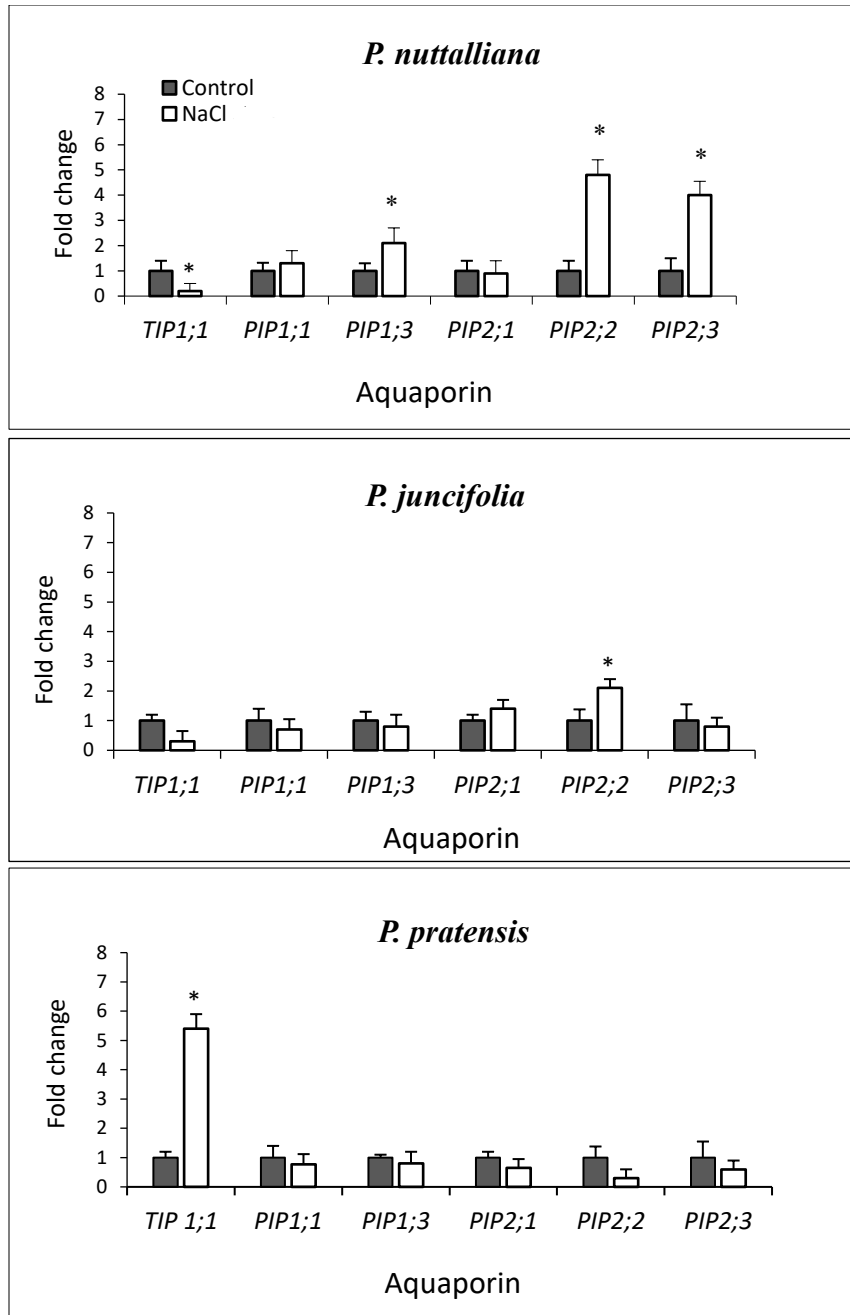 P. nuttalliana
Control
NaCl
Fold change
8
7
6
5
4
3
2
1
0
*
*
*
*
TIP1;1 PIP1;1 PIP1;3 PIP2;1 PIP2;2 PIP2;3
Aquaporin
P. juncifolia
Fold change
8
7
6
5
4
3
2
1
0
*
TIP1;1 PIP1;1 PIP1;3 PIP2;1 PIP2;2 PIP2;3
Aquaporin
P. pratensis
Fold change
8
7
6
5
4
3
2
1
0
*
TIP 1;1 PIP1;1 PIP1;3 PIP2;1 PIP2;2 PIP2;3
Aquaporin